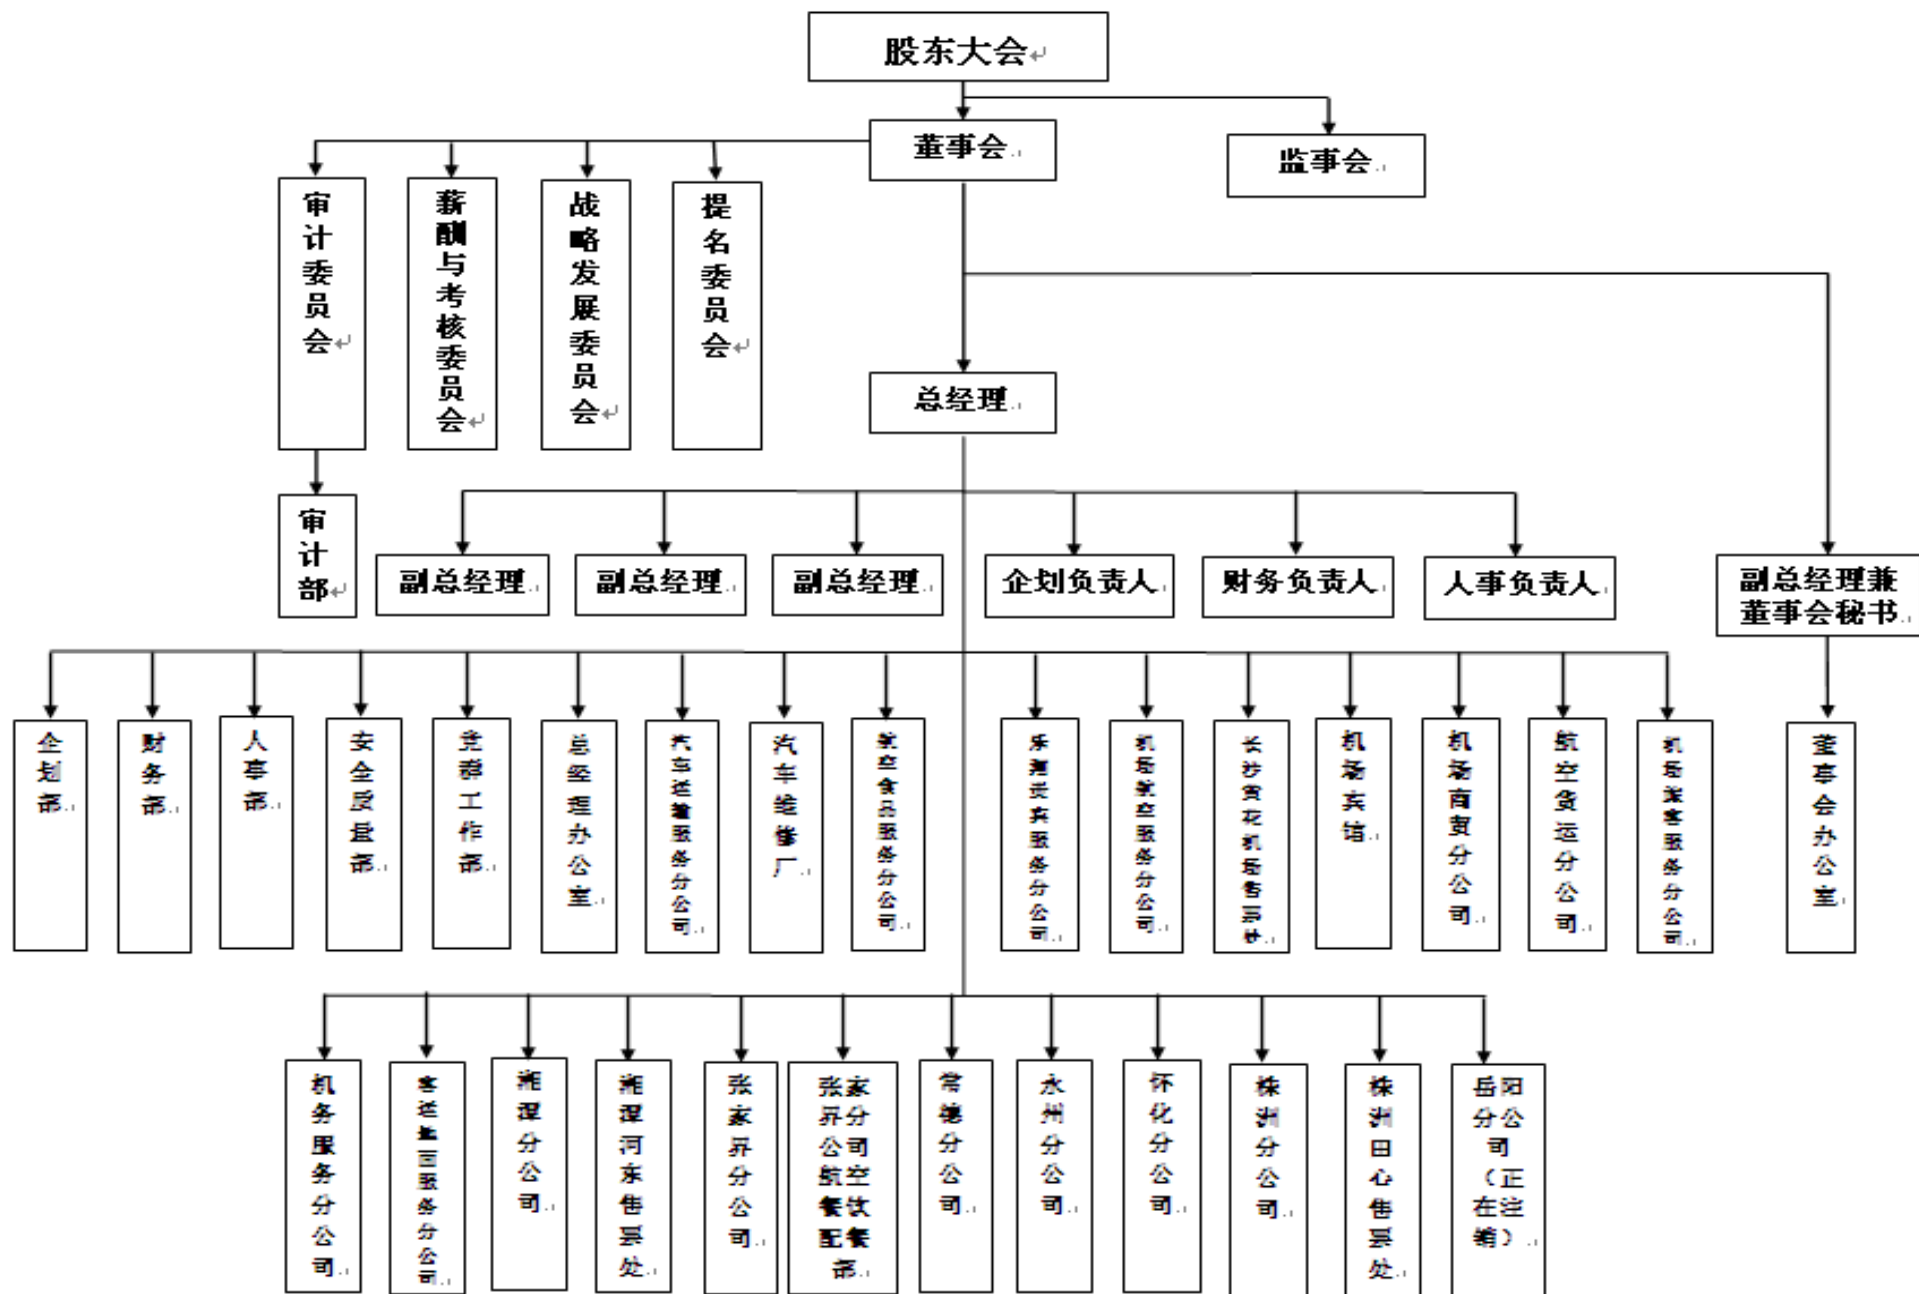 股东大会
董事会
监事会
审计委员会
薪酬与考核委员会
战略发展委员会
提名委员会
总经理
审计部
副总经理
副总经理
副总经理
企划负责人
财务负责人
人事负责人
副总经理兼
董事会秘书
企划部
财务部
人事部
安全质量部
党群工作部
总经理办公室
汽车运输服务分公司
汽车维修厂
航空食品服务分公司
贵宾服务分公司
机场航空服务分公司
长沙黄花机场售票处
机场宾馆
机场商贸分公司
航空货运分公司
机场旅客服务分公司
董事会办公室
机务服务分公司
客运地面服务分公司
湘潭分公司
湘潭河东售票处
张家界分公司
张家
界分
公司
航空
餐饮
配餐
部
常德分公司
永州分公司
怀化分公司
株洲分公司
株洲田心售票处
岳阳
分公
司
（正
在注
销）